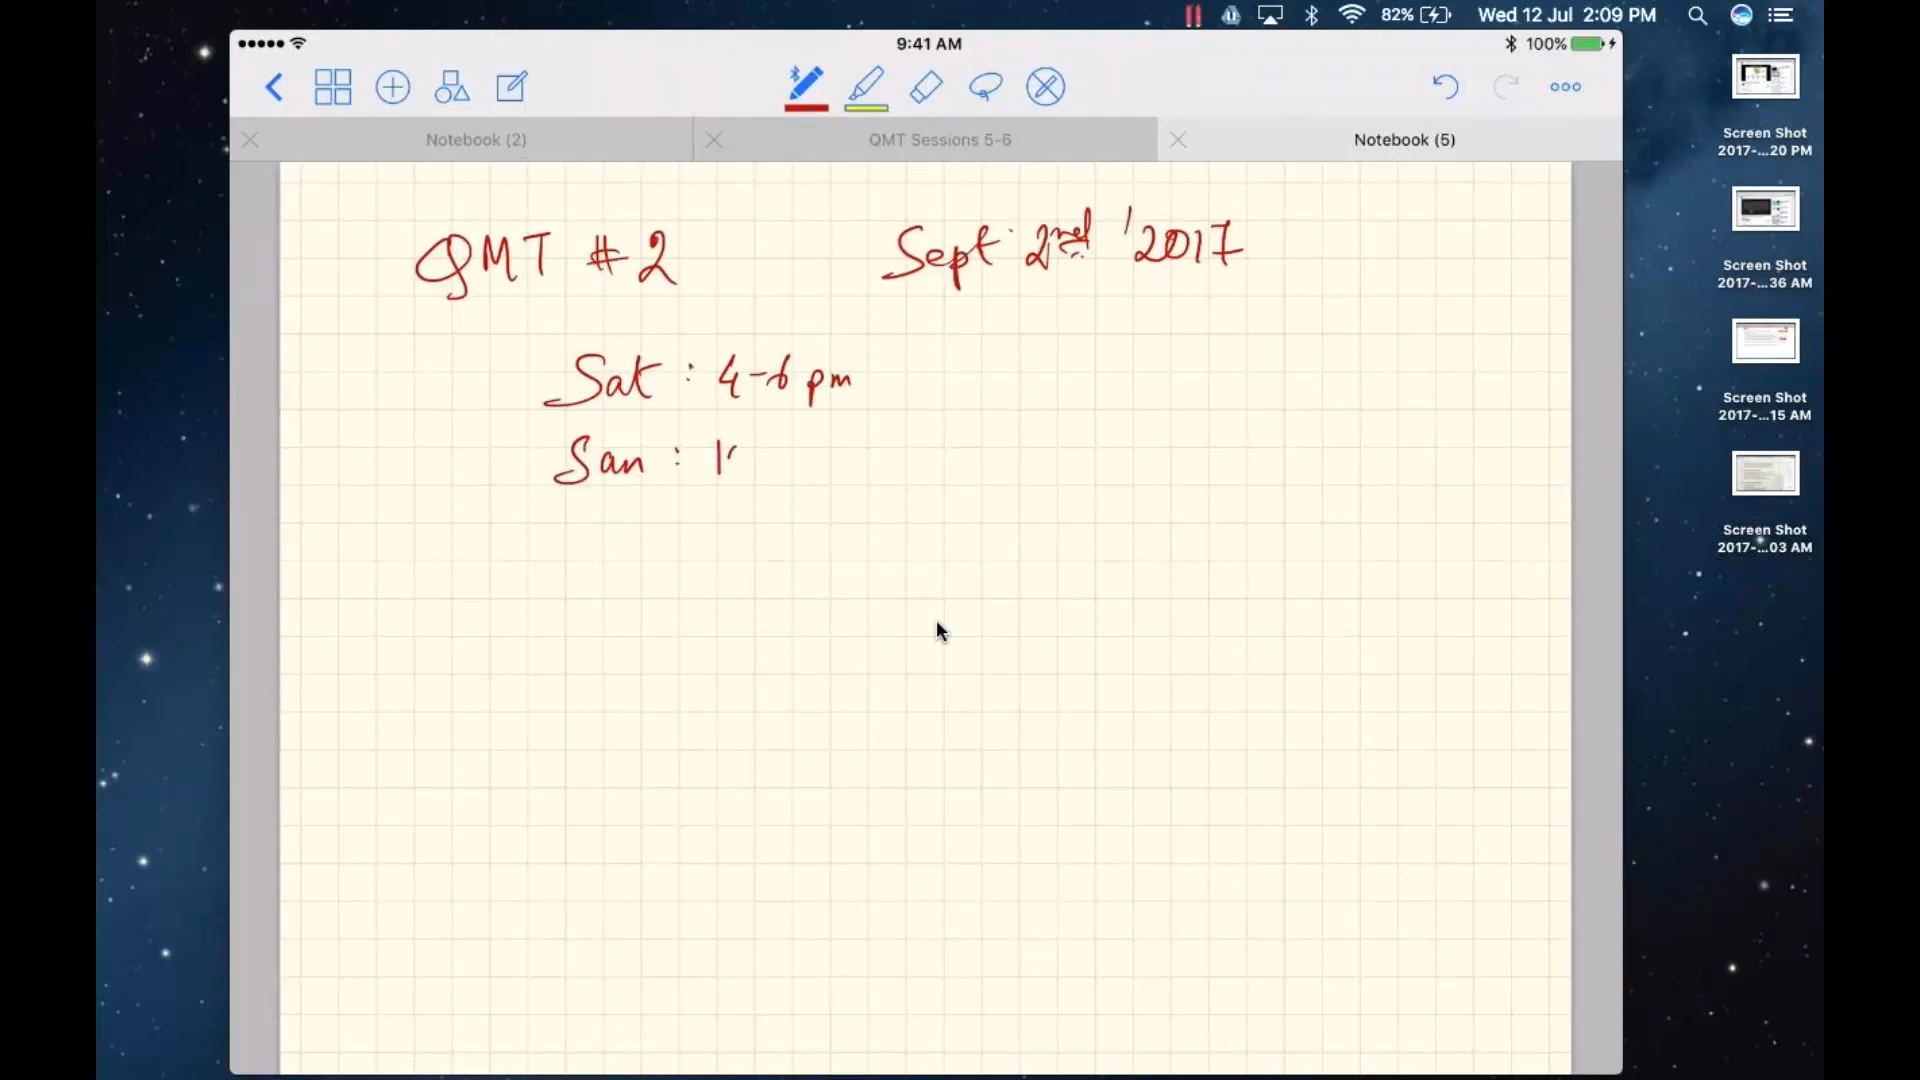 82% Wed 12 Jul 2:09 PM
9:41 AM 100%
Notebook (2) QMT Sessions 5-6 Notebook (5)
QMT # 2 Sept 2nd '2017
Sat : 4-6 pm
Sun :
Screen Shot
2017-...20 PM
Screen Shot
2017-...36 AM
Screen Shot
2017-...15 AM
Screen Shot
2017-...03 AM